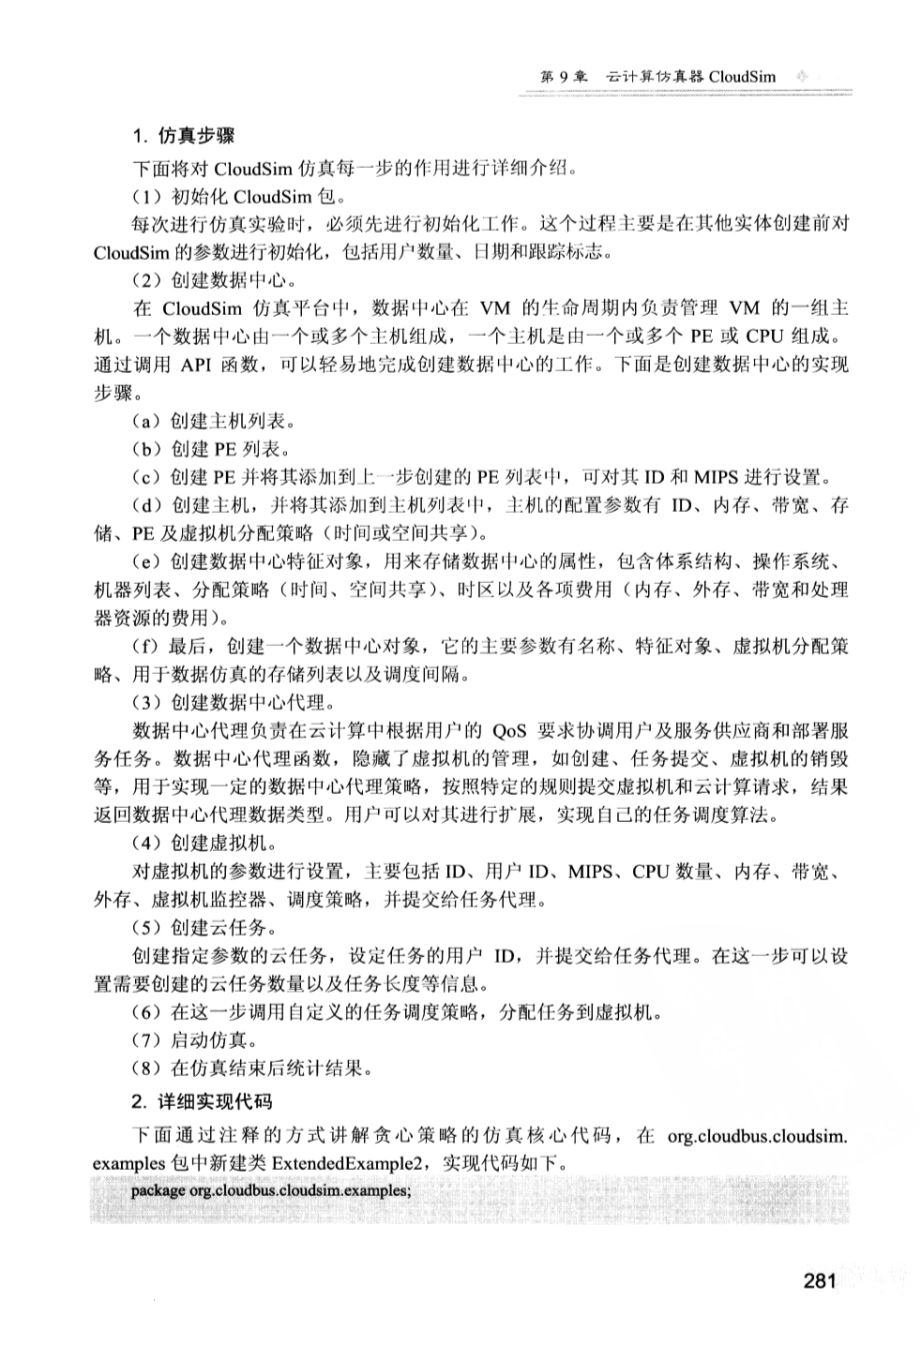 第 9 章 云计算仿真器 CloudSim
1. 仿真步骤
下面将对 CloudSim 仿真每一步的作用进行详细介绍。
（1）初始化 CloudSim 包。
每次进行仿真实验时，必须先进行初始化工作。这个过程主要是在其他实体创建前对
CloudSim 的参数进行初始化，包括用户数量、日期和跟踪标志。
（2）创建数据中心。
在 CloudSim 仿真平台中，数据中心在 VM 的生命周期内负责管理 VM 的一组主
机。一个数据中心由一个或多个主机组成，一个主机是由一个或多个 PE 或 CPU 组成。
通过调用 API 函数，可以轻易地完成创建数据中心的工作。下面是创建数据中心的实现
步骤。
（a）创建主机列表。
（b）创建 PE 列表。
（c）创建 PE 并将其添加到上一步创建的 PE 列表中，可对其 ID 和 MIPS 进行设置。
（d）创建主机，并将其添加到主机列表中，主机的配置参数有 ID、内存、带宽、存
储、PE 及虚拟机分配策略（时间或空间共享）。
（e）创建数据中心特征对象，用来存储数据中心的属性，包含体系结构、操作系统、
机器列表、分配策略（时间、空间共享）、时区以及各项费用（内存、外存、带宽和处理
器资源的费用）。
（f）最后，创建一个数据中心对象，它的主要参数有名称、特征对象、虚拟机分配策
略、用于数据仿真的存储列表以及调度间隔。
（3）创建数据中心代理。
数据中心代理负责在云计算中根据用户的 QoS 要求协调用户及服务供应商和部署服
务任务。数据中心代理函数，隐藏了虚拟机的管理，如创建、任务提交、虚拟机的销毁
等，用于实现一定的数据中心代理策略，按照特定的规则提交虚拟机和云计算请求，结果
返回数据中心代理数据类型。用户可以对其进行扩展，实现自己的任务调度算法。
（4）创建虚拟机。
对虚拟机的参数进行设置，主要包括 ID、用户 ID、MIPS、CPU 数量、内存、带宽、
外存、虚拟机监控器、调度策略，并提交给任务代理。
（5）创建云任务。
创建指定参数的云任务，设定任务的用户 ID，并提交给任务代理。在这一步可以设
置需要创建的云任务数量以及任务长度等信息。
（6）在这一步调用自定义的任务调度策略，分配任务到虚拟机。
（7）启动仿真。
（8）在仿真结束后统计结果。
2. 详细实现代码
下面通过注释的方式讲解贪心策略的仿真核心代码，在 org.cloudbus.cloudsim.
examples 包中新建类 ExtendedExample2，实现代码如下。
package org.cloudbus.cloudsim.examples;
281